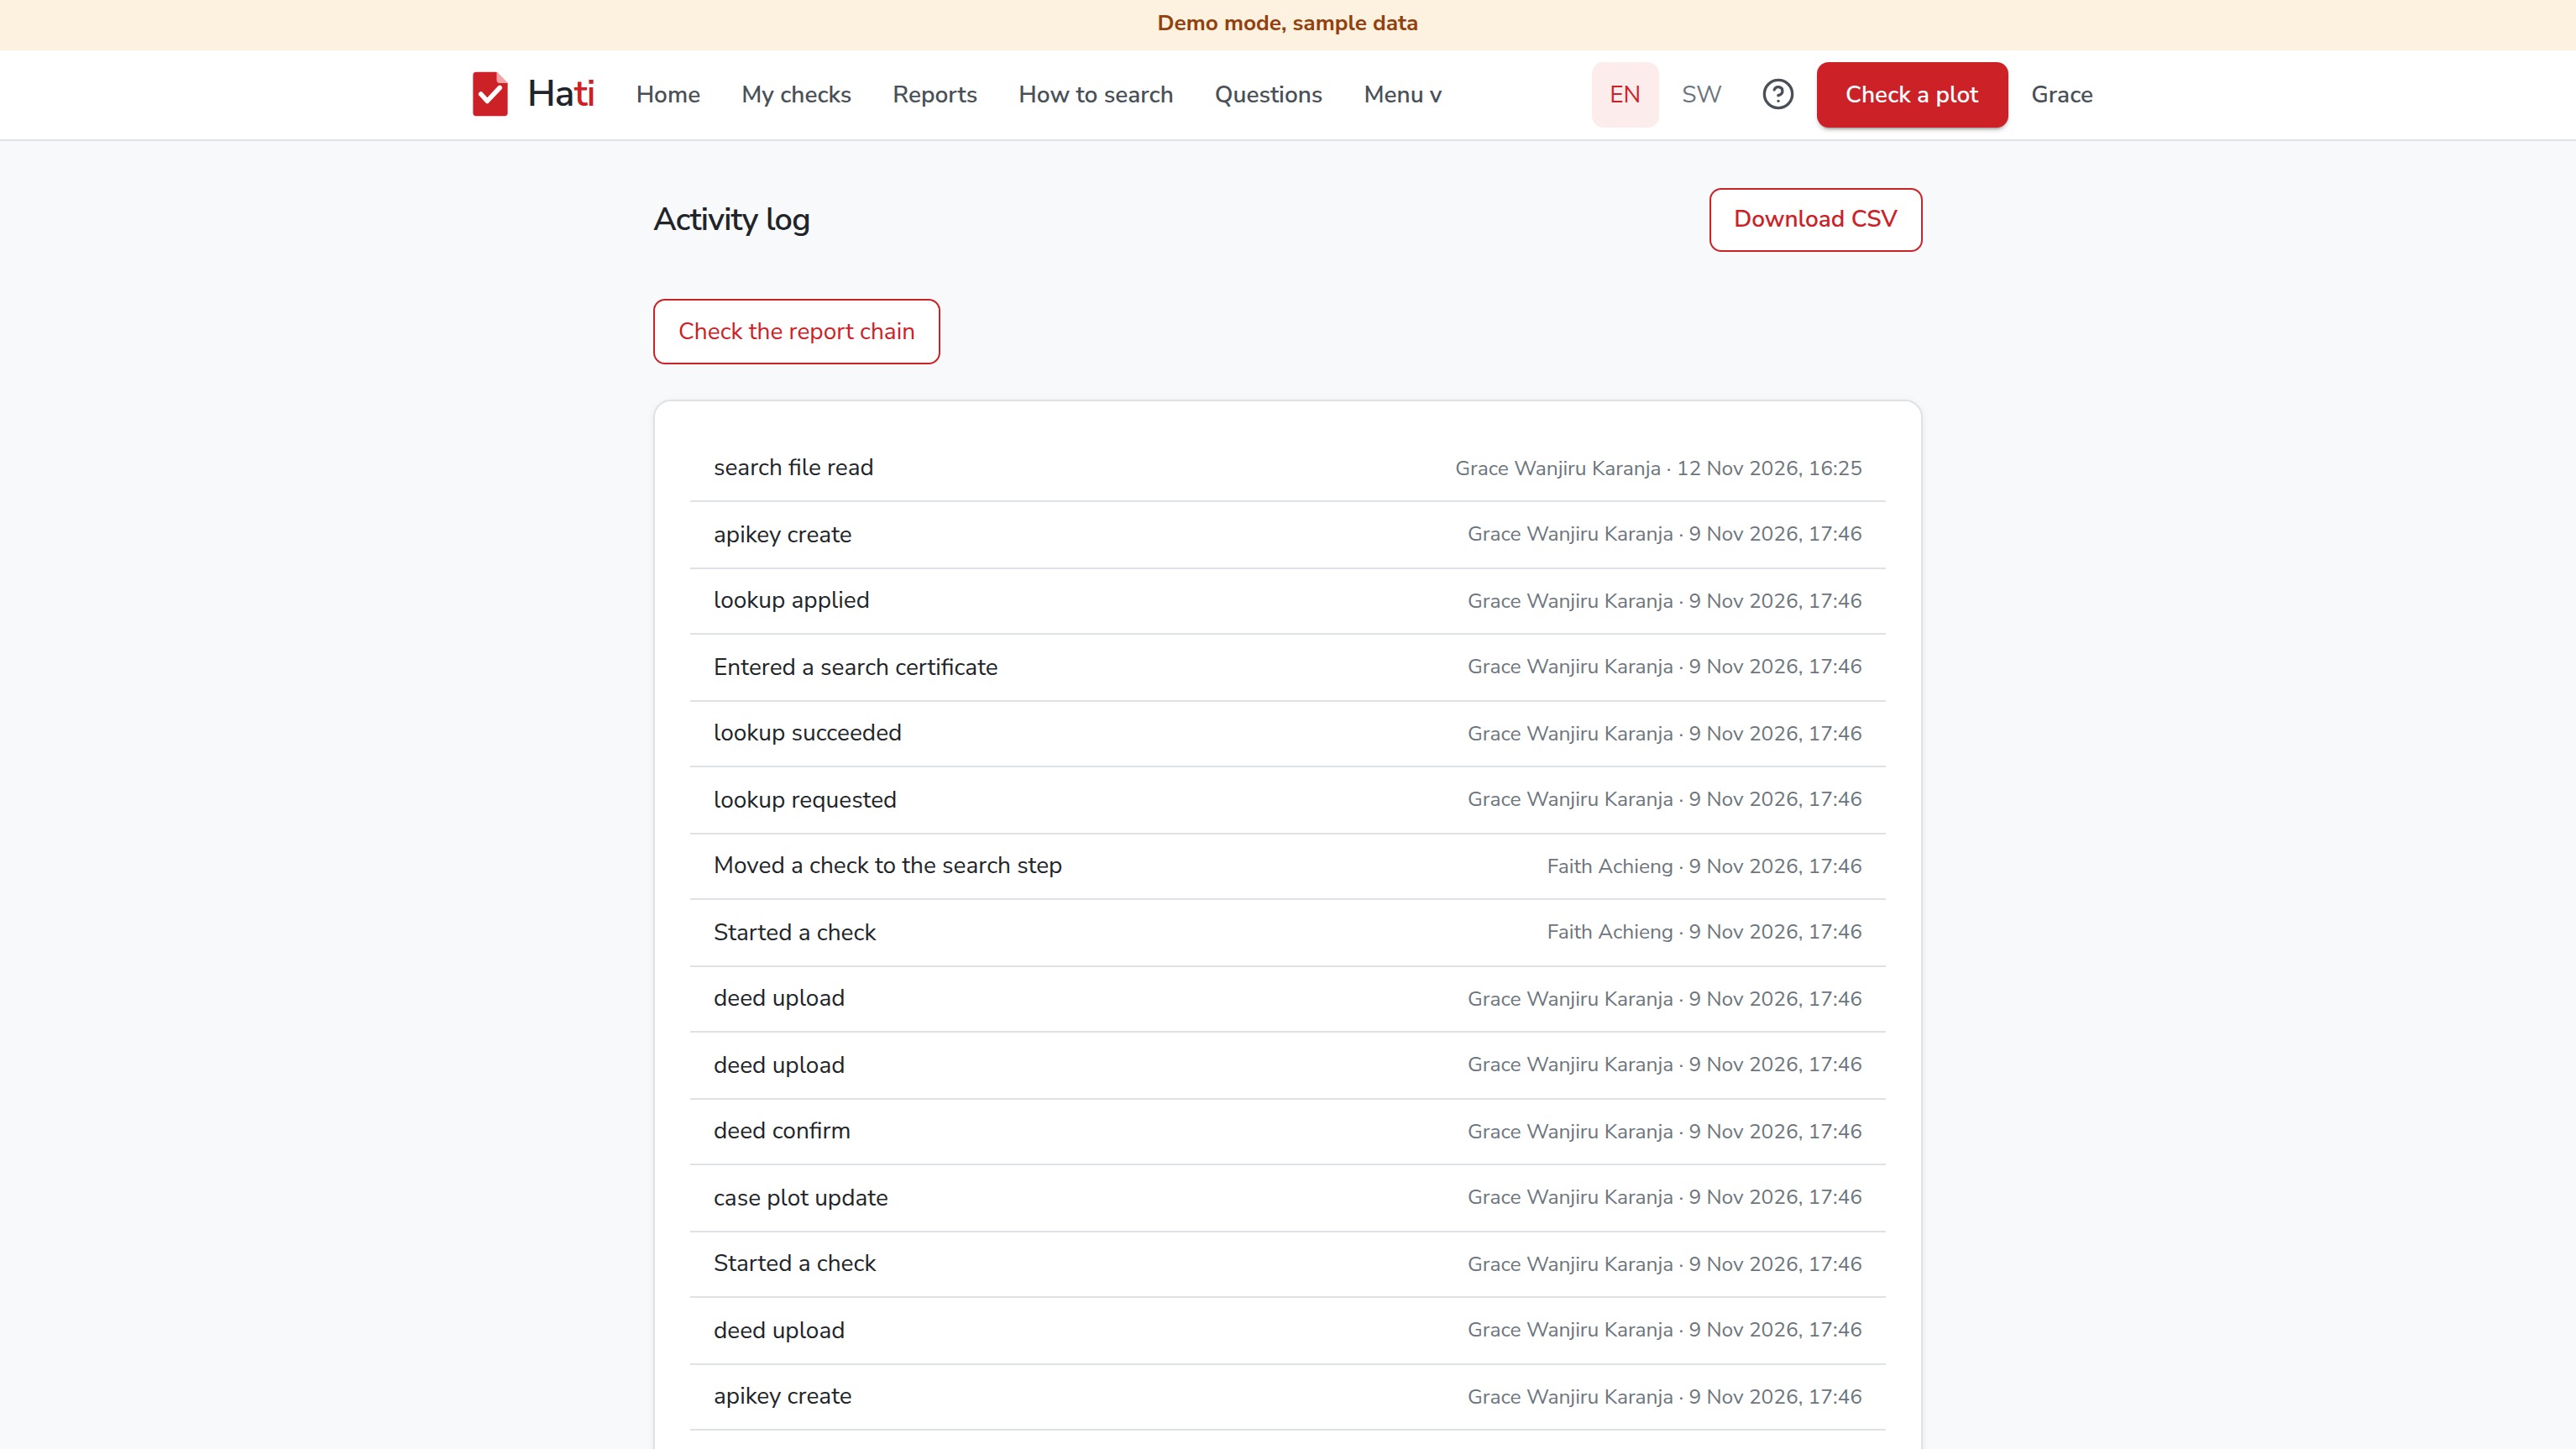 Demo mode, sample data
Hati Home My checks Reports How to search Questions Menu v EN SW ? Check a plot Grace
Activity log Download CSV
Check the report chain
search file read Grace Wanjiru Karanja · 12 Nov 2026, 16:25
apikey create Grace Wanjiru Karanja · 9 Nov 2026, 17:46
lookup applied Grace Wanjiru Karanja · 9 Nov 2026, 17:46
Entered a search certificate Grace Wanjiru Karanja · 9 Nov 2026, 17:46
lookup succeeded Grace Wanjiru Karanja · 9 Nov 2026, 17:46
lookup requested Grace Wanjiru Karanja · 9 Nov 2026, 17:46
Moved a check to the search step Faith Achieng · 9 Nov 2026, 17:46
Started a check Faith Achieng · 9 Nov 2026, 17:46
deed upload Grace Wanjiru Karanja · 9 Nov 2026, 17:46
deed upload Grace Wanjiru Karanja · 9 Nov 2026, 17:46
deed confirm Grace Wanjiru Karanja · 9 Nov 2026, 17:46
case plot update Grace Wanjiru Karanja · 9 Nov 2026, 17:46
Started a check Grace Wanjiru Karanja · 9 Nov 2026, 17:46
deed upload Grace Wanjiru Karanja · 9 Nov 2026, 17:46
apikey create Grace Wanjiru Karanja · 9 Nov 2026, 17:46